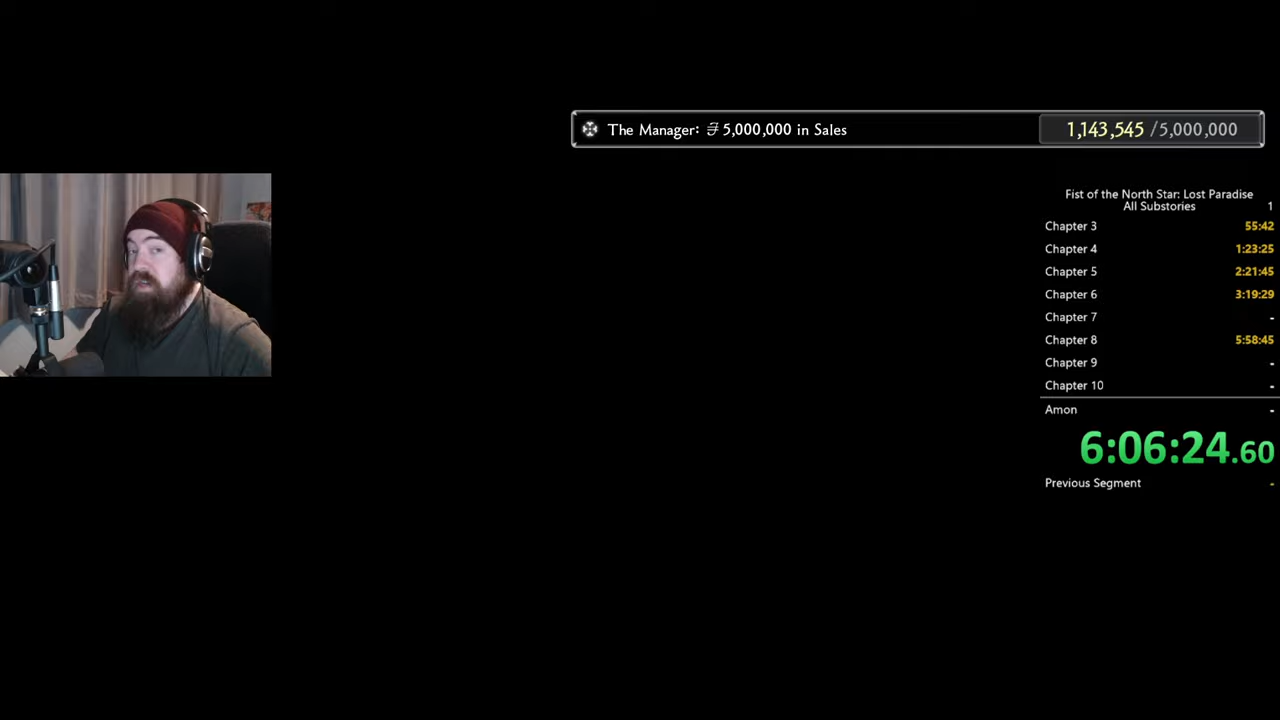 The Manager: 5,000,000 in Sales 1,143,545 /5,000,000
Fist of the North Star: Lost Paradise
All Substories 1
Chapter 3 55:42
Chapter 4 1:23:25
Chapter 5 2:21:45
Chapter 6 3:19:29
Chapter 7 -
Chapter 8 5:58:45
Chapter 9 -
Chapter 10 -
Amon -
6:06:24.60
Previous Segment -